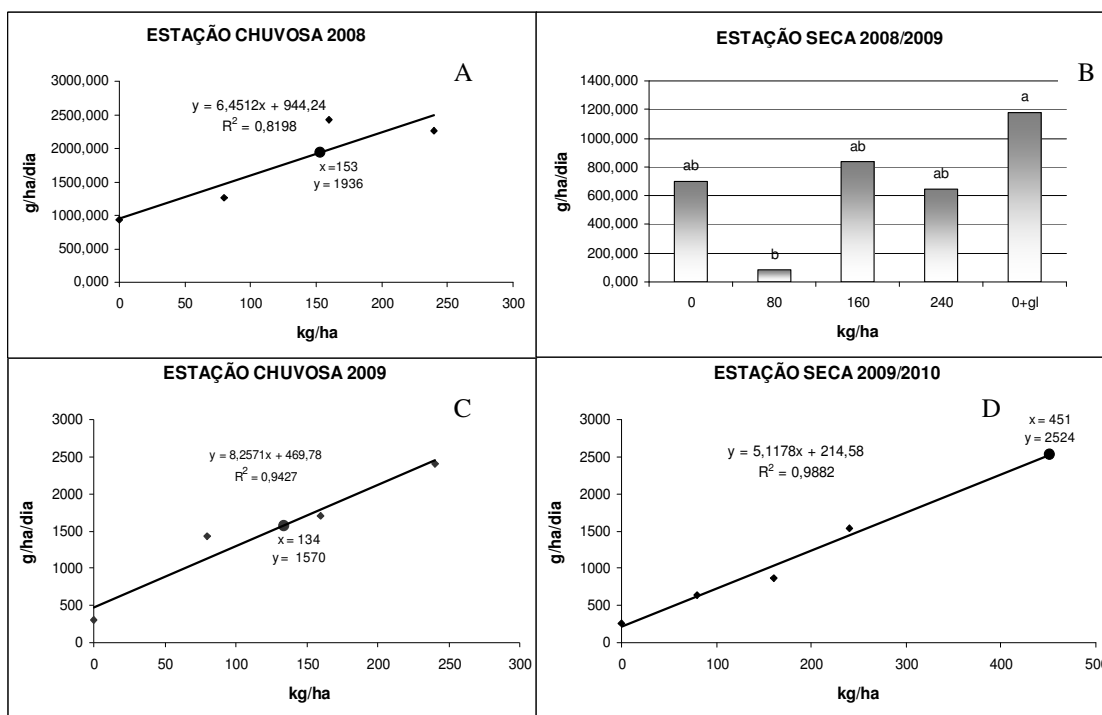 ESTAÇÃO CHUVOSA 2008
A
y = 6,4512x + 944,24
R² = 0,8198
x =153
y = 1936
3000,000
2500,000
2000,000
1500,000
1000,000
500,000
0,000
g/ha/dia
0 50 100 150 200 250 300
kg/ha
ESTAÇÃO SECA 2008/2009
B
1400,000
1200,000
1000,000
800,000
600,000
400,000
200,000
0,000
g/ha/dia
ab b ab ab a
0 80 160 240 0+gl
kg/ha
ESTAÇÃO CHUVOSA 2009
C
y = 8,2571x + 469,78
R² = 0,9427
x = 134
y = 1570
3000
2500
2000
1500
1000
500
0
g/ha/dia
0 50 100 150 200 250 300
kg/ha
ESTAÇÃO SECA 2009/2010
D
x = 451
y = 2524
y = 5,1178x + 214,58
R² = 0,9882
3000
2500
2000
1500
1000
500
0
g/ha/dia
0 100 200 300 400 500
kg/ha